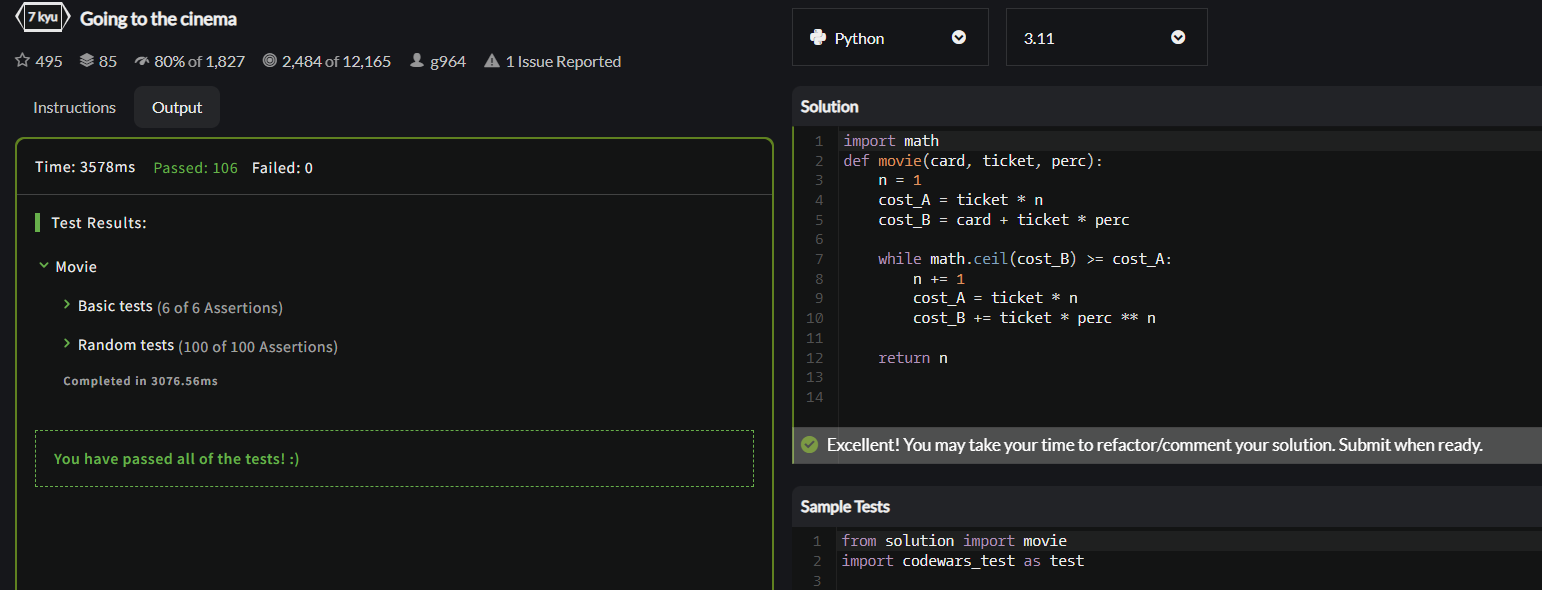 7 kyu Going to the cinema
495 85 80% of 1,827 2,484 of 12,165 g964 1 Issue Reported
Instructions Output
Time: 3578ms Passed: 106 Failed: 0
Test Results:
Movie
Basic tests (6 of 6 Assertions)
Random tests (100 of 100 Assertions)
Completed in 3076.56ms
You have passed all of the tests! :)
Python 3.11
Solution
1 import math
2 def movie(card, ticket, perc):
3     n = 1
4     cost_A = ticket * n
5     cost_B = card + ticket * perc
6
7     while math.ceil(cost_B) >= cost_A:
8         n += 1
9         cost_A = ticket * n
10         cost_B += ticket * perc ** n
11
12     return n
13
14
Excellent! You may take your time to refactor/comment your solution. Submit when ready.
Sample Tests
1 from solution import movie
2 import codewars_test as test
3